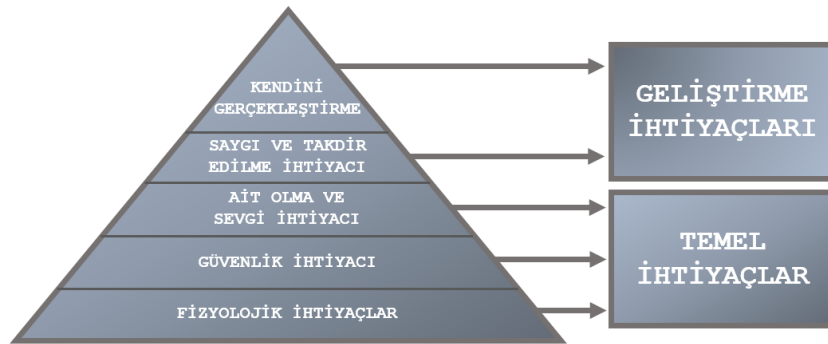 KENDİNİ
GERÇEKLEŞTİRME
SAYGI VE TAKDİR
EDİLME İHTİYACI
AİT OLMA VE
SEVGİ İHTİYACI
GÜVENLİK İHTİYACI
FİZYOLOJİK İHTİYAÇLAR
GELİŞTİRME
İHTİYAÇLARI
TEMEL
İHTİYAÇLAR